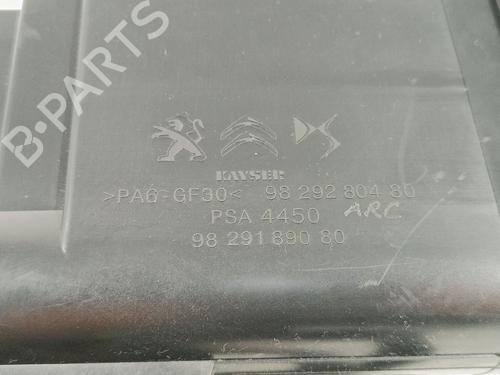 B-PARTS
KAYSER
>PA6-GF30< 98 292 804 80
PSA 4450 ARC
98 291 890 80